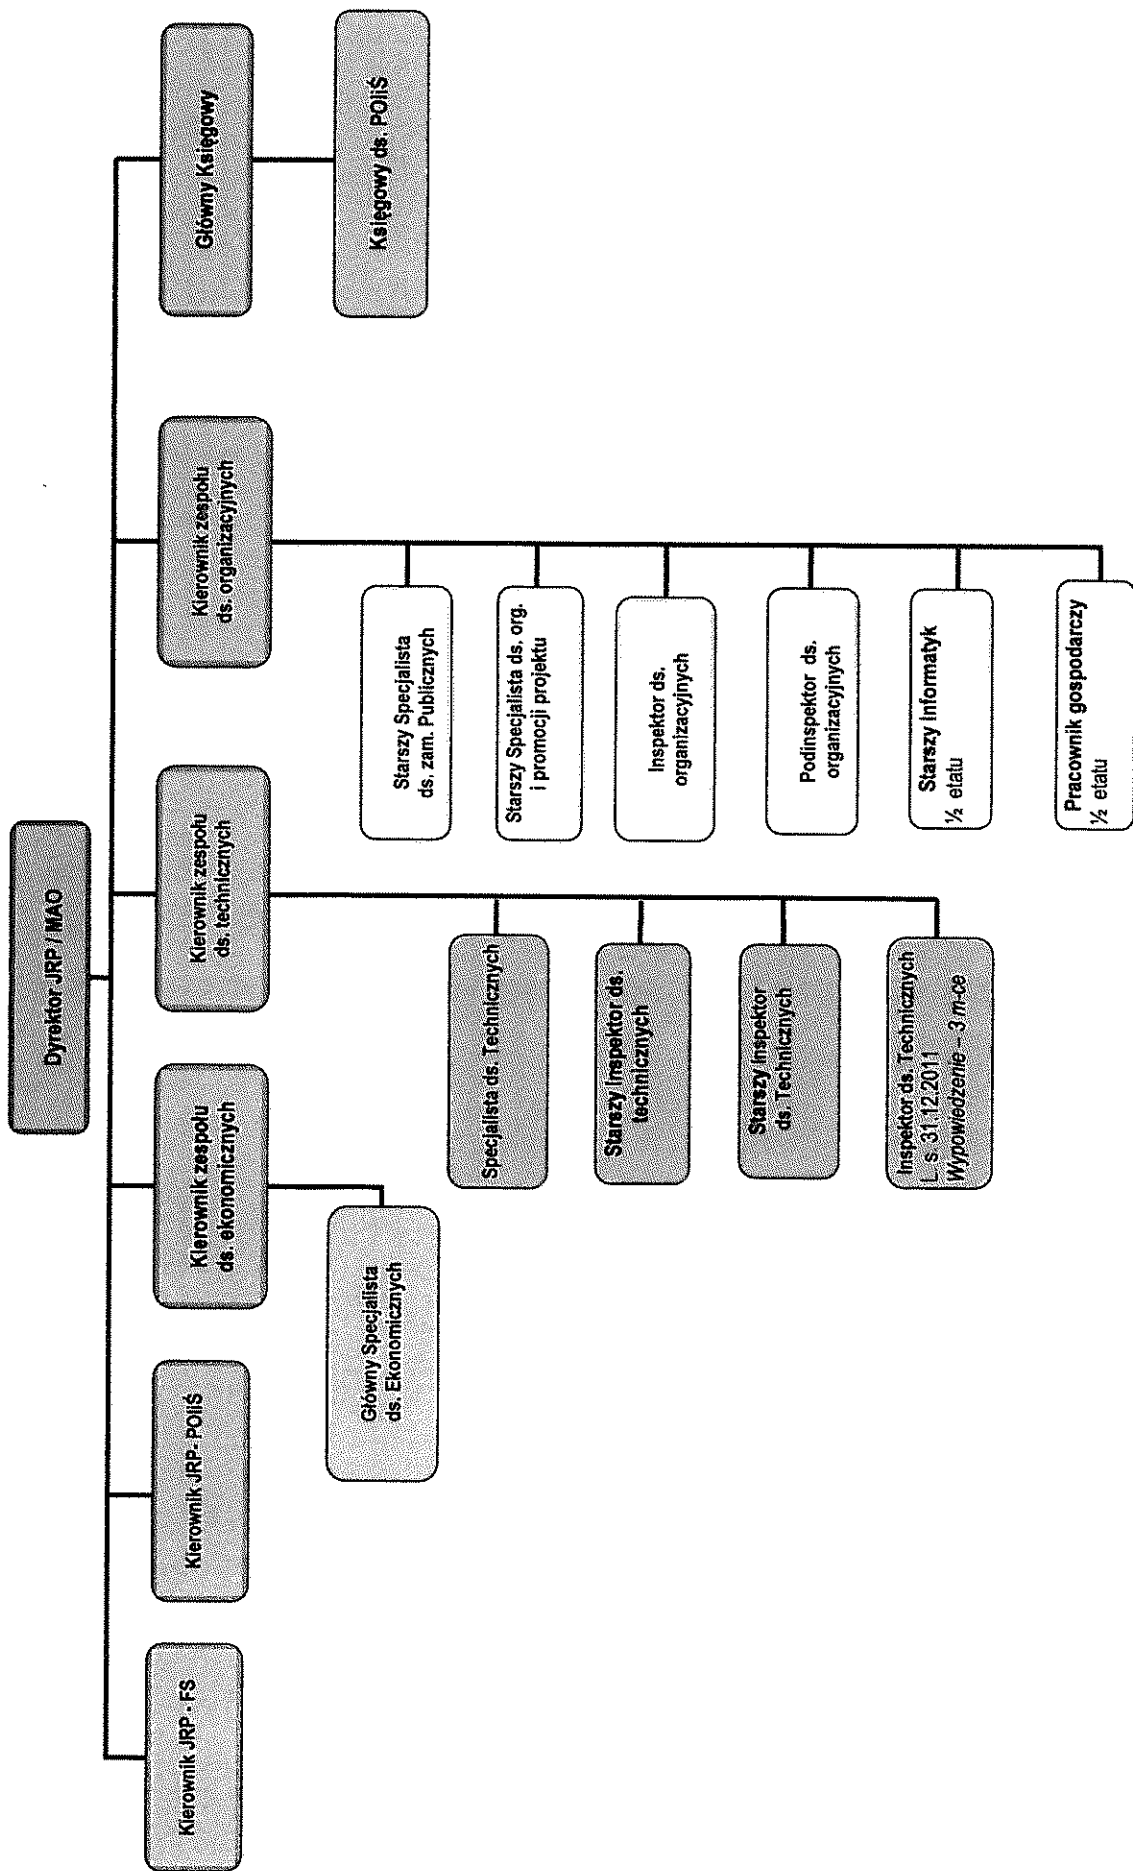 Dyrektor JRP / MAO
Kierownik JRP - FS
Kierownik JRP- POIiŚ
Kierownik zespołu
ds. ekonomicznych
Kierownik zespołu
ds. technicznych
Kierownik zespołu
ds. organizacyjnych
Główny Księgowy
Główny Specjalista
ds. Ekonomicznych
Specjalista ds. Technicznych
Starszy Inspektor ds.
technicznych
Starszy Inspektor
ds. Technicznych
Inspektor ds. Technicznych
L. s. 31.12.2011
Wypowiedzenie – 3 m-ce
Starszy Specjalista
ds. zam. Publicznych
Starszy Specjalista ds. org.
i promocji projektu
Inspektor ds.
organizacyjnych
Podinspektor ds.
organizacyjnych
Starszy Informatyk
½ etatu
Pracownik gospodarczy
½ etatu
Księgowy ds. POIiŚ